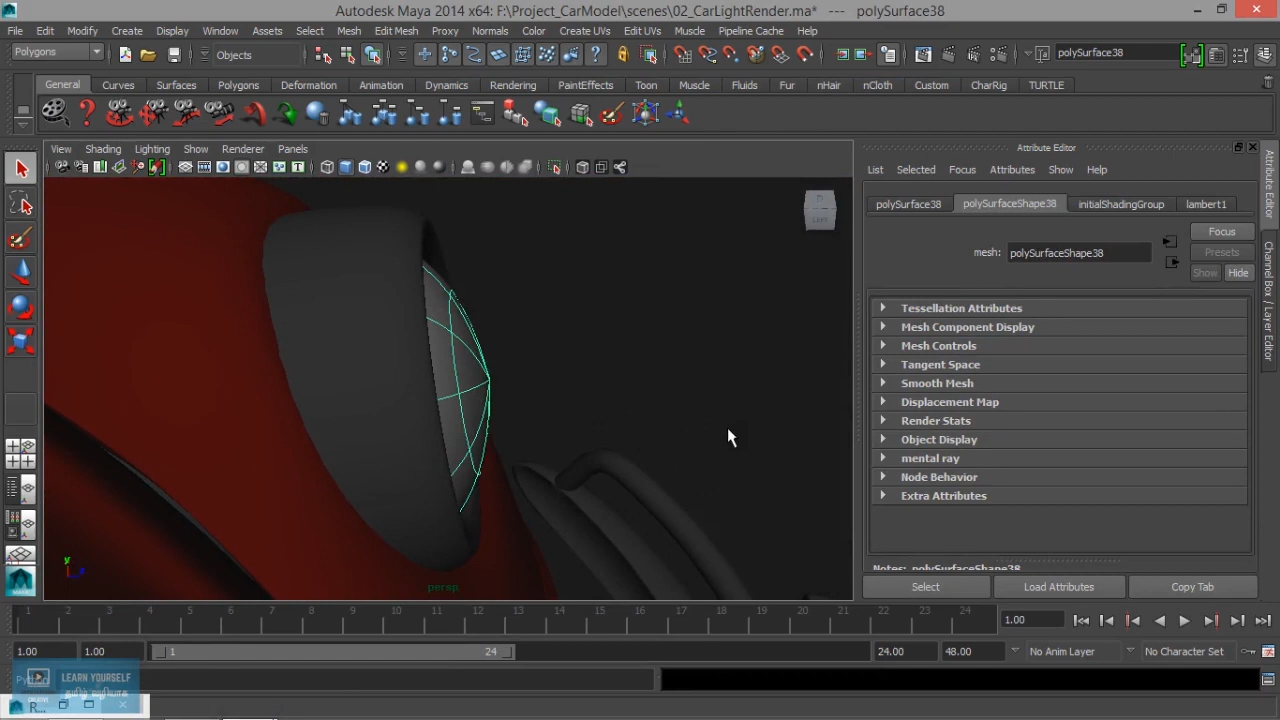 Autodesk Maya 2014 x64: F:\Project_CarModel\scenes\02_CarLightRender.ma* --- polySurface38
File Edit Modify Create Display Window Assets Select Mesh Edit Mesh Proxy Normals Color Create UVs Edit UVs Muscle Pipeline Cache Help
Polygons Objects polySurface38
General Curves Surfaces Polygons Deformation Animation Dynamics Rendering PaintEffects Toon Muscle Fluids Fur nHair nCloth Custom CharRig TURTLE
View Shading Lighting Show Renderer Panels
Attribute Editor
List Selected Focus Attributes Show Help
polySurface38 polySurfaceShape38 initialShadingGroup lambert1
Focus
mesh: polySurfaceShape38
Presets
Show Hide
Tessellation Attributes
Mesh Component Display
Mesh Controls
Tangent Space
Smooth Mesh
Displacement Map
Render Stats
Object Display
mental ray
Node Behavior
Extra Attributes
Notes: polySurfaceShape38
Select Load Attributes Copy Tab
Attribute Editor
Channel Box / Layer Editor
LEFT
y
persp
MAYA
1 2 3 4 5 6 7 8 9 10 11 12 13 14 15 16 17 18 19 20 21 22 23 24
1.00
1.00 1.00 1 24 24.00 48.00 No Anim Layer No Character Set
LEARN YOURSELF
தமிழ் வழியாக
R...